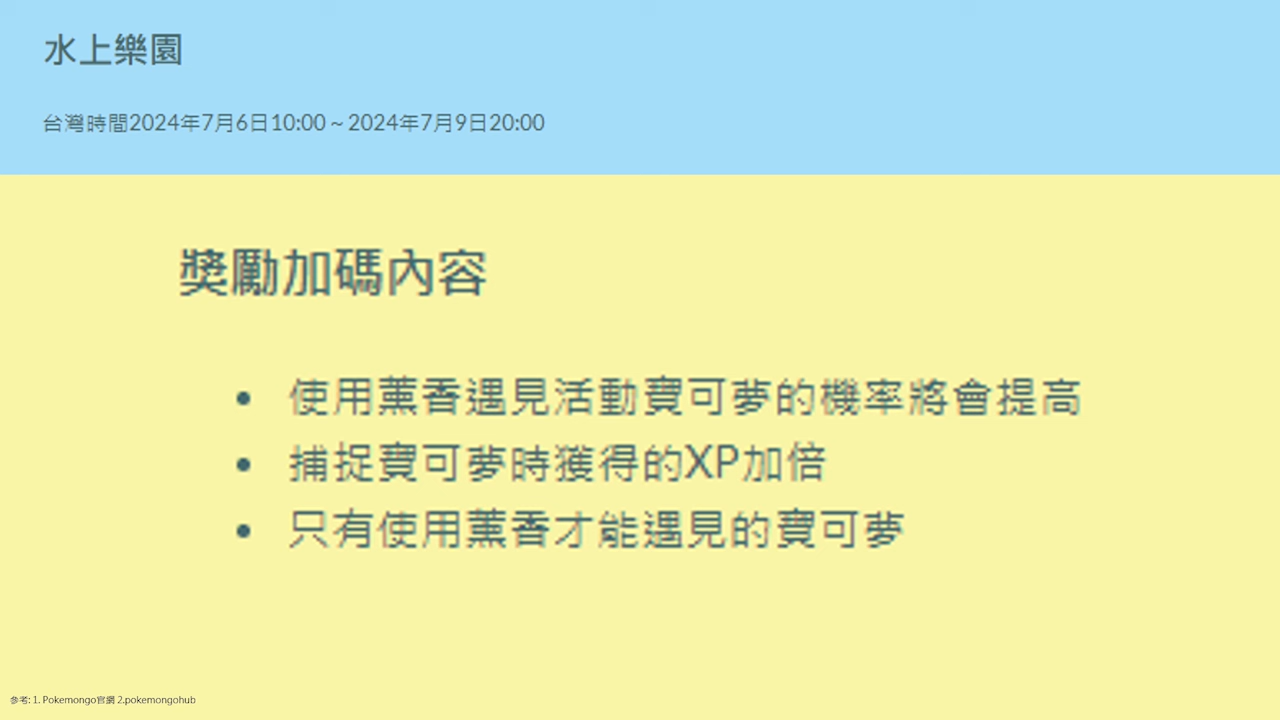 水上樂園
台灣時間2024年7月6日10:00 ~ 2024年7月9日20:00
獎勵加碼內容
• 使用薰香遇見活動寶可夢的機率將會提高
• 捕捉寶可夢時獲得的XP加倍
• 只有使用薰香才能遇見的寶可夢
參考: 1. Pokemongo官網 2.pokemongohub